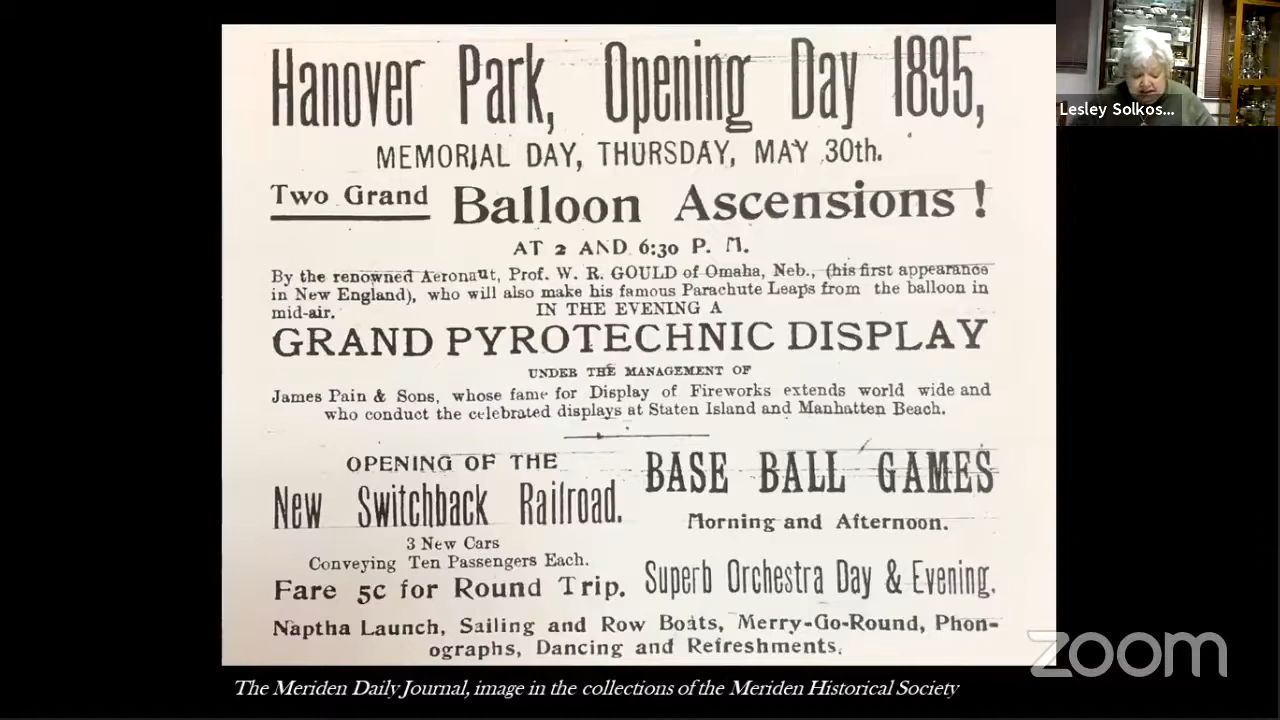 Hanover Park, Opening Day 1895,
MEMORIAL DAY, THURSDAY, MAY 30th.
Two Grand Balloon Ascensions !
AT 2 AND 6:30 P. M.
By the renowned Aeronaut, Prof. W. R. GOULD of Omaha, Neb., (his first appearance
in New England), who will also make his famous Parachute Leaps from the balloon in
mid-air. IN THE EVENING A
GRAND PYROTECHNIC DISPLAY
UNDER THE MANAGEMENT OF
James Pain & Sons, whose fame for Display of Fireworks extends world wide and
who conduct the celebrated displays at Staten Island and Manhatten Beach.
OPENING OF THE
New Switchback Railroad.
3 New Cars
Conveying Ten Passengers Each.
Fare 5c for Round Trip.
BASE BALL GAMES
Morning and Afternoon.
Superb Orchestra Day & Evening.
Naptha Launch, Sailing and Row Boats, Merry-Go-Round, Phon-
ographs, Dancing and Refreshments.
The Meriden Daily Journal, image in the collections of the Meriden Historical Society
Lesley Solkos...
zoom